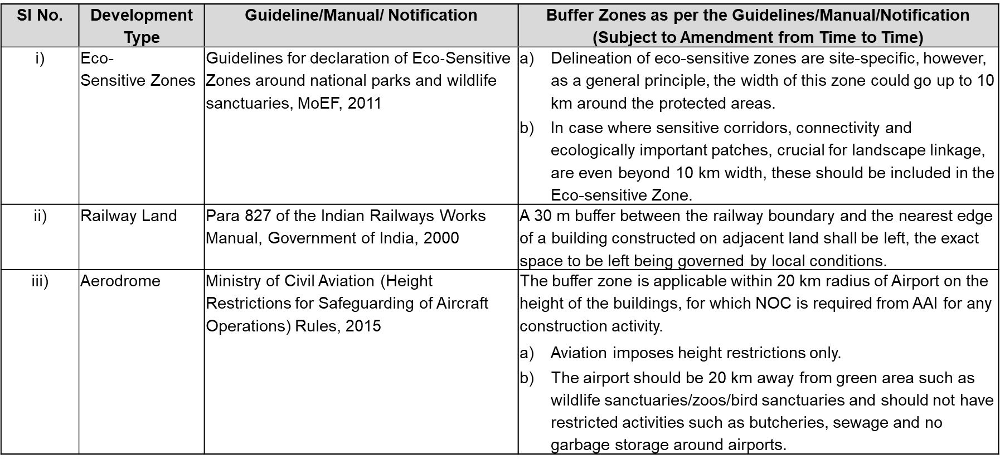 Sl No.
Development
Type
Guideline/Manual/ Notification
Buffer Zones as per the Guidelines/Manual/Notification
(Subject to Amendment from Time to Time)
i)
Eco-
Sensitive Zones
Guidelines for declaration of Eco-Sensitive
Zones around national parks and wildlife
sanctuaries, MoEF, 2011
a) Delineation of eco-sensitive zones are site-specific, however,
as a general principle, the width of this zone could go up to 10
km around the protected areas.
b) In case where sensitive corridors, connectivity and
ecologically important patches, crucial for landscape linkage,
are even beyond 10 km width, these should be included in the
Eco-sensitive Zone.
ii)
Railway Land
Para 827 of the Indian Railways Works
Manual, Government of India, 2000
A 30 m buffer between the railway boundary and the nearest edge
of a building constructed on adjacent land shall be left, the exact
space to be left being governed by local conditions.
iii)
Aerodrome
Ministry of Civil Aviation (Height
Restrictions for Safeguarding of Aircraft
Operations) Rules, 2015
The buffer zone is applicable within 20 km radius of Airport on the
height of the buildings, for which NOC is required from AAI for any
construction activity.
a) Aviation imposes height restrictions only.
b) The airport should be 20 km away from green area such as
wildlife sanctuaries/zoos/bird sanctuaries and should not have
restricted activities such as butcheries, sewage and no
garbage storage around airports.